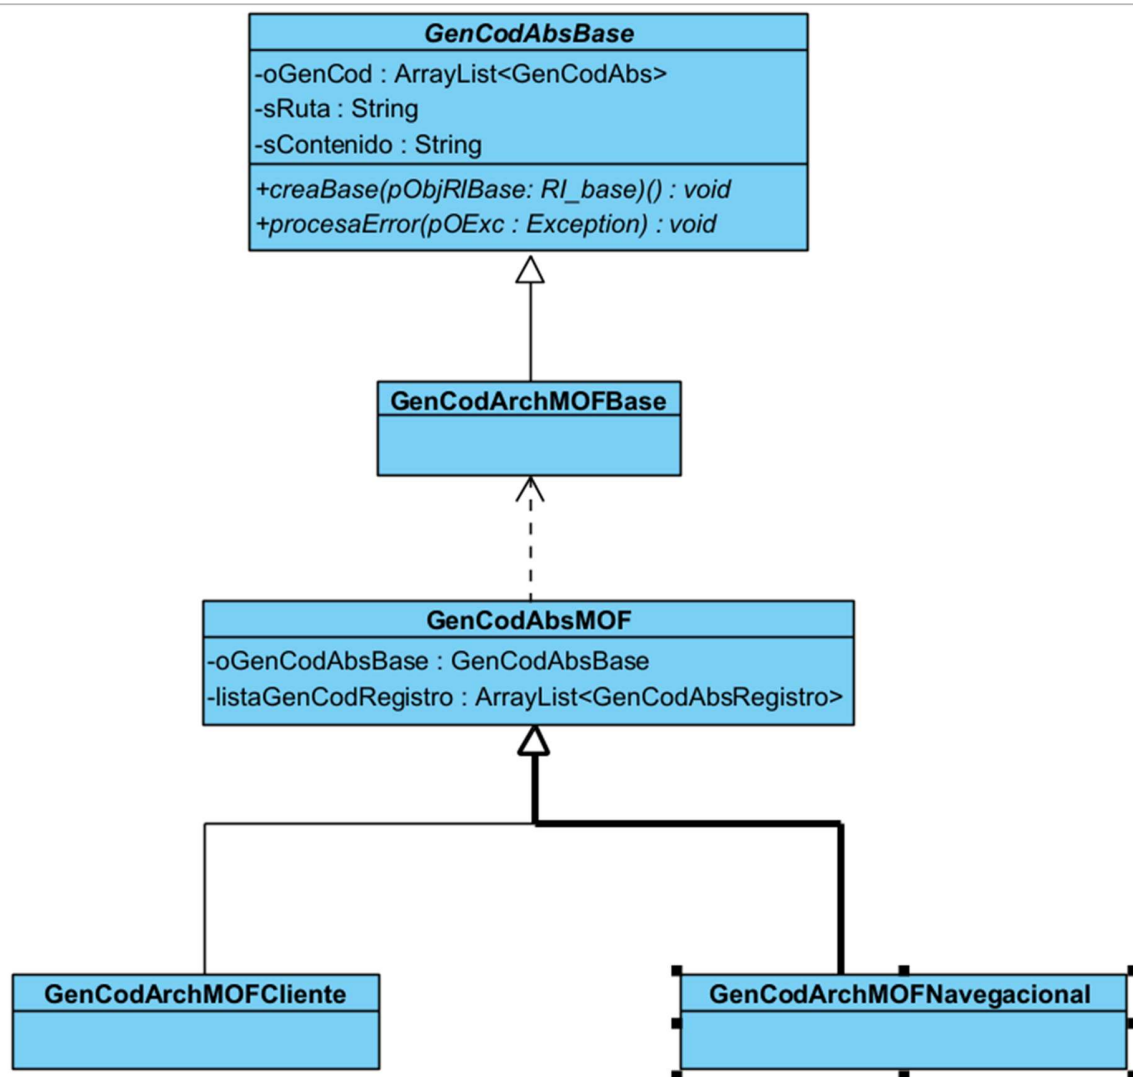 GenCodAbsBase
-oGenCod : ArrayList<GenCodAbs>
-sRuta : String
-sContenido : String
+creaBase(pObjRIBase: RI_base)() : void
+procesaError(pOExc : Exception) : void
GenCodArchMOFBase
GenCodAbsMOF
-oGenCodAbsBase : GenCodAbsBase
-listaGenCodRegistro : ArrayList<GenCodAbsRegistro>
GenCodArchMOFCliente
GenCodArchMOFNavegacional